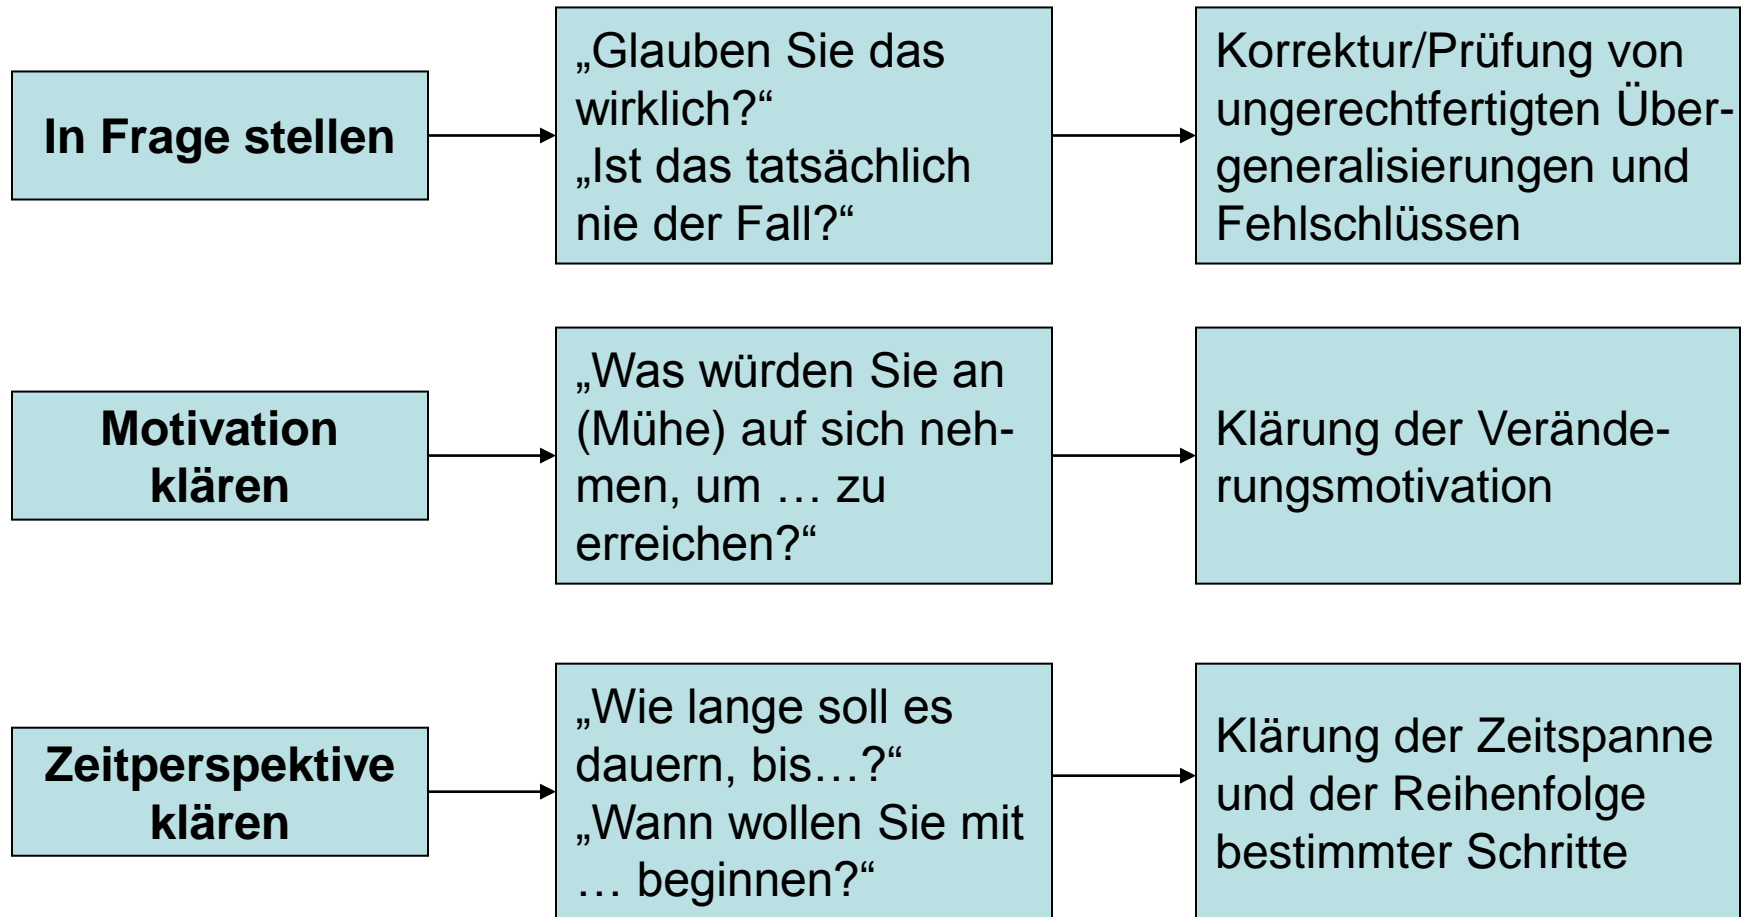 In Frage stellen
„Glauben Sie das
wirklich?“
„Ist das tatsächlich
nie der Fall?“
Korrektur/Prüfung von
ungerechtfertigten Über-
generalisierungen und
Fehlschlüssen
Motivation
klären
„Was würden Sie an
(Mühe) auf sich neh-
men, um … zu
erreichen?“
Klärung der Verände-
rungsmotivation
Zeitperspektive
klären
„Wie lange soll es
dauern, bis…?“
„Wann wollen Sie mit
… beginnen?“
Klärung der Zeitspanne
und der Reihenfolge
bestimmter Schritte